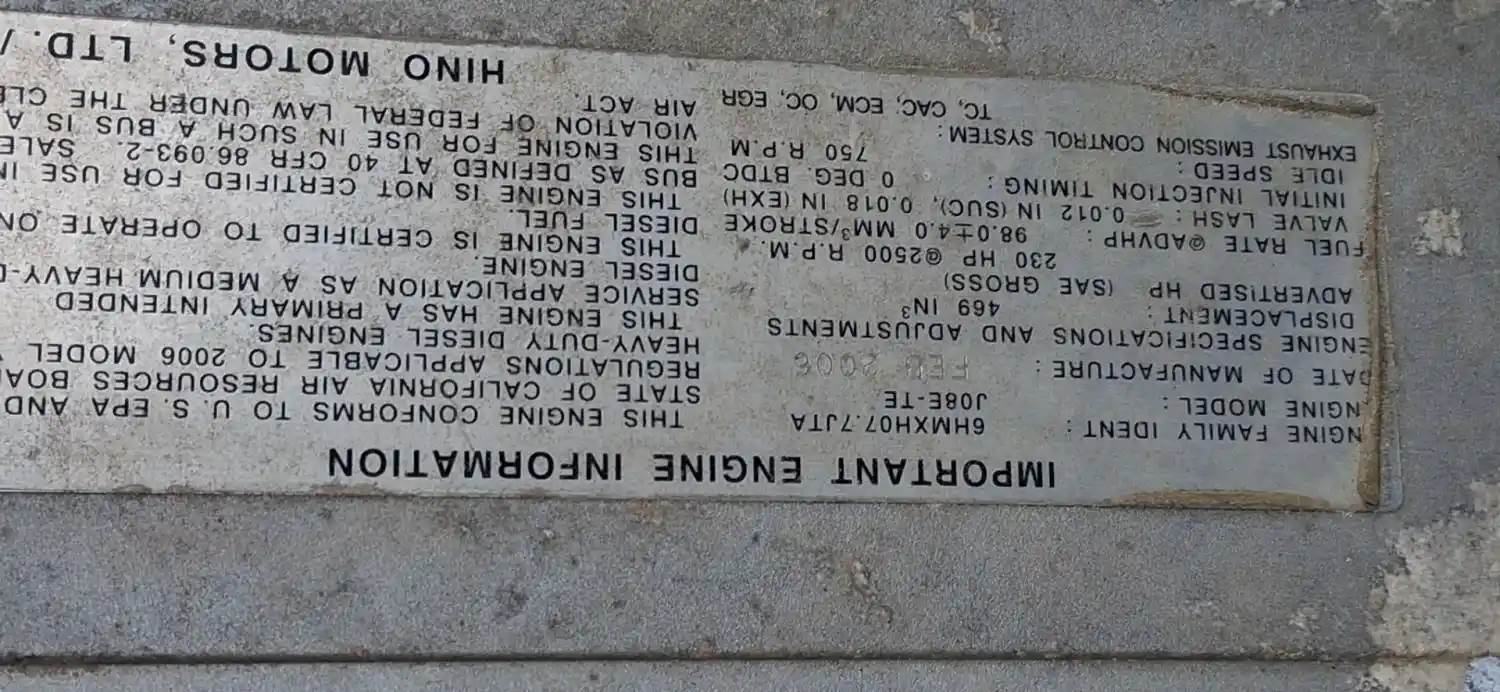 IMPORTANT ENGINE INFORMATION
NGINE FAMILY IDENT : 6HMXH07.7JTA
NGINE MODEL : J08E-TE
DATE OF MANUFACTURE : FEB 2006
ENGINE SPECIFICATIONS AND ADJUSTMENTS
DISPLACEMENT : 469 IN³
ADVERTISED HP (SAE GROSS)
230 HP @2500 R.P.M.
FUEL RATE @ADVHP : 98.0±4.0 MM³/STROKE
VALVE LASH : 0.012 IN (SUC), 0.018 IN (EXH)
INITIAL INJECTION TIMING : 0 DEG. BTDC
IDLE SPEED : 750 R.P.M
EXHAUST EMISSION CONTROL SYSTEM :
TC, CAC, ECM, OC, EGR
THIS ENGINE CONFORMS TO U.S. EPA AND
STATE OF CALIFORNIA AIR RESOURCES BOA
REGULATIONS APPLICABLE TO 2006 MODEL
HEAVY-DUTY DIESEL ENGINES.
THIS ENGINE HAS A PRIMARY INTENDED
SERVICE APPLICATION AS A MEDIUM HEAVY-D
DIESEL ENGINE.
THIS ENGINE IS CERTIFIED TO OPERATE ON
DIESEL FUEL.
THIS ENGINE IS NOT CERTIFIED FOR USE IN
BUS AS DEFINED AT 40 CFR 86.093-2. SALE
THIS ENGINE FOR USE IN SUCH A BUS IS A
VIOLATION OF FEDERAL LAW UNDER THE CLE
AIR ACT.
HINO MOTORS, LTD.